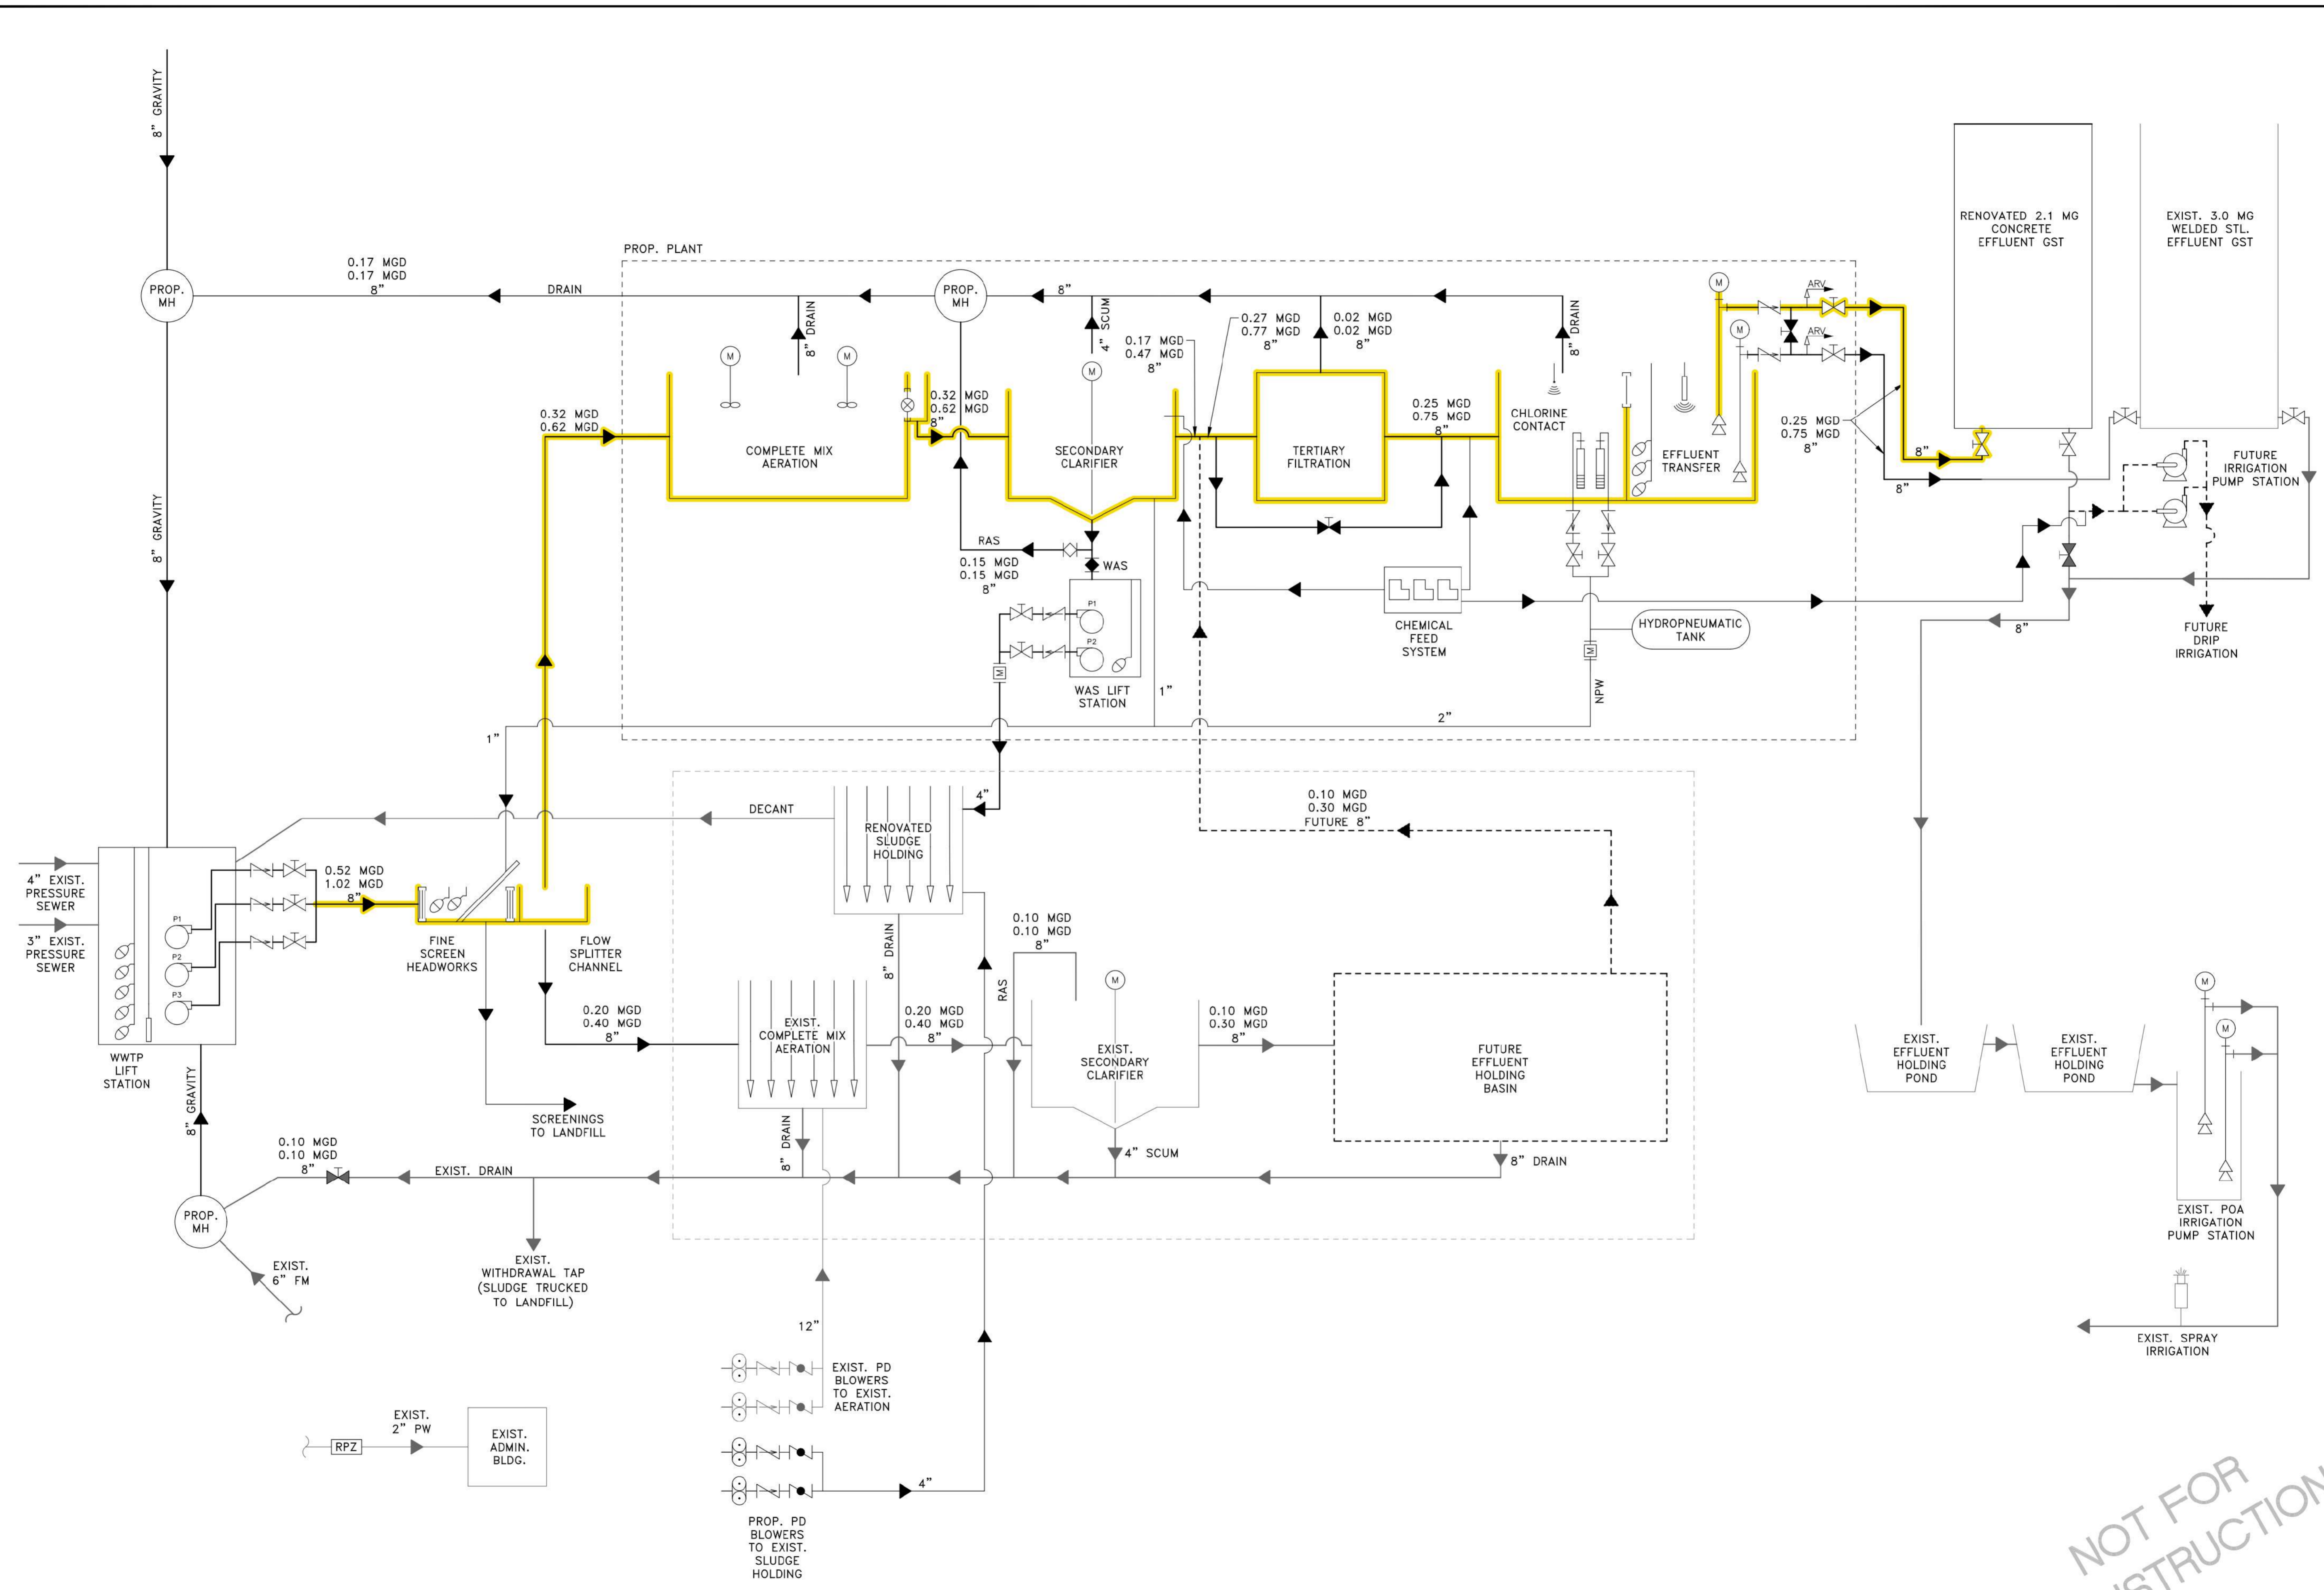 8” GRAVITY
RENOVATED 2.1 MG
CONCRETE
EFFLUENT GST
EXIST. 3.0 MG
WELDED STL.
EFFLUENT GST
PROP. PLANT
0.17 MGD
0.17 MGD
8”
PROP.
MH
DRAIN
PROP.
MH
8”
8” DRAIN
4” SCUM
0.17 MGD
0.47 MGD
8”
0.27 MGD
0.77 MGD
8”
0.02 MGD
0.02 MGD
8”
8” DRAIN
M
M
M
M
M
ARV
ARV
0.32 MGD
0.62 MGD
0.32 MGD
0.62 MGD
8”
COMPLETE MIX
AERATION
SECONDARY
CLARIFIER
TERTIARY
FILTRATION
0.25 MGD
0.75 MGD
8”
CHLORINE
CONTACT
EFFLUENT
TRANSFER
0.25 MGD
0.75 MGD
8”
8”
8”
FUTURE
IRRIGATION
PUMP STATION
8” GRAVITY
RAS
0.15 MGD
0.15 MGD
8”
WAS
P1
P2
M
WAS LIFT
STATION
1”
CHEMICAL
FEED
SYSTEM
HYDROPNEUMATIC
TANK
M
NPW
2”
8”
FUTURE
DRIP
IRRIGATION
1”
DECANT
4”
RENOVATED
SLUDGE
HOLDING
0.10 MGD
0.30 MGD
FUTURE 8”
4” EXIST.
PRESSURE
SEWER
3” EXIST.
PRESSURE
SEWER
P1
P2
P3
0.52 MGD
1.02 MGD
8”
WWTP
LIFT
STATION
FINE
SCREEN
HEADWORKS
FLOW
SPLITTER
CHANNEL
8” DRAIN
0.10 MGD
0.10 MGD
8”
RAS
M
0.20 MGD
0.40 MGD
8”
EXIST.
COMPLETE MIX
AERATION
0.20 MGD
0.40 MGD
8”
EXIST.
SECONDARY
CLARIFIER
0.10 MGD
0.30 MGD
8”
FUTURE
EFFLUENT
HOLDING
BASIN
EXIST.
EFFLUENT
HOLDING
POND
EXIST.
EFFLUENT
HOLDING
POND
M
M
8” GRAVITY
SCREENINGS
TO LANDFILL
8” DRAIN
4” SCUM
8” DRAIN
0.10 MGD
0.10 MGD
8”
EXIST. DRAIN
PROP.
MH
EXIST.
6” FM
EXIST.
WITHDRAWAL TAP
(SLUDGE TRUCKED
TO LANDFILL)
EXIST. POA
IRRIGATION
PUMP STATION
12”
EXIST. SPRAY
IRRIGATION
EXIST. PD
BLOWERS
TO EXIST.
AERATION
EXIST.
2” PW
RPZ
EXIST.
ADMIN.
BLDG.
4”
PROP. PD
BLOWERS
TO EXIST.
SLUDGE
HOLDING
NOT FOR